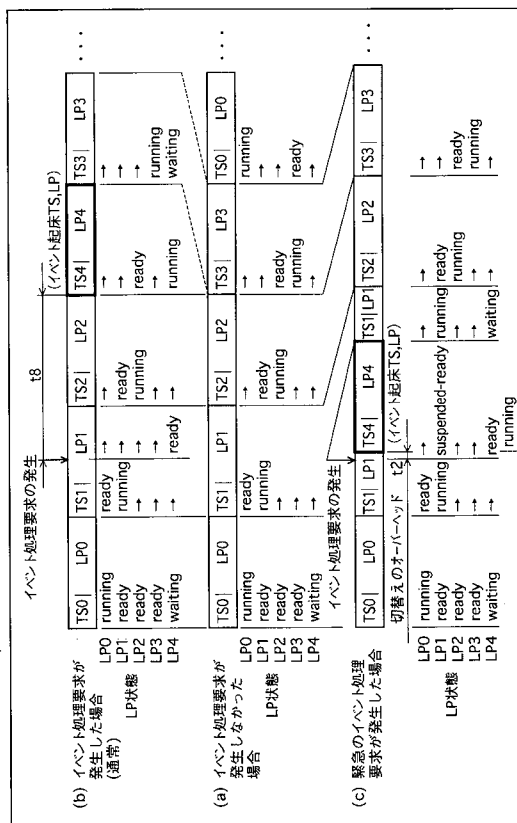 イベント処理要求の発生
t8
(イベント起床TS,LP)
(b) イベント処理要求が
発生した場合
(通常)
TS0| LP0 TS1| LP1 TS2| LP2 TS4| LP4 TS3| LP3 ・・・
LP0 running ready → → →
LP1 ready running → ready → →
LP2 ready → → running ready →
LP3 ready → → → → running
LP4 waiting → ready → running waiting
LP状態
(a) イベント処理要求が
発生しなかった
場合
TS0| LP0 TS1| LP1 TS2| LP2 TS3| LP3 TS0| LP0 ・・・
LP0 running ready → → running
LP1 ready running ready → →
LP2 ready → running ready →
LP3 ready → → running ready
LP4 waiting → → → →
LP状態
イベント処理要求の発生
(c) 緊急のイベント処理
要求が発生した場合
TS0| LP0 TS1| LP1 TS4| LP4 TS1|LP1 TS2| LP2 TS3| LP3 ・・・
切替えのオーバーヘッド t2 (イベント起床TS,LP)
LP0 running ready → → → →
LP1 ready running suspended-ready running ready →
LP2 ready → → → running ready
LP3 ready → → → → running
LP4 waiting → ready waiting → →
running
LP状態